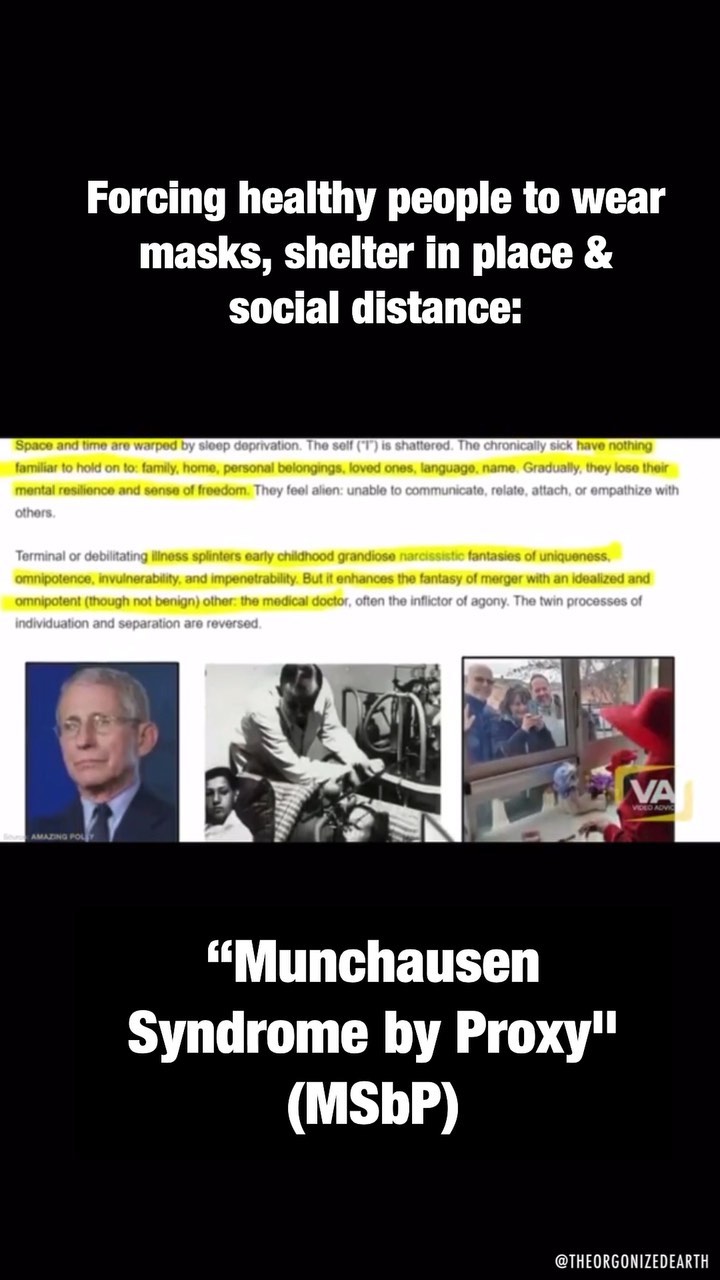 Forcing healthy people to wear
masks, shelter in place &
social distance:
Space and time are warped by sleep deprivation. The self ("I") is shattered. The chronically sick have nothing
familiar to hold on to: family, home, personal belongings, loved ones, language, name. Gradually, they lose their
mental resilience and sense of freedom. They feel alien: unable to communicate, relate, attach, or empathize with
others.
Terminal or debilitating illness splinters early childhood grandiose narcissistic fantasies of uniqueness,
omnipotence, invulnerability, and impenetrability. But it enhances the fantasy of merger with an idealized and
omnipotent (though not benign) other: the medical doctor, often the inflictor of agony. The twin processes of
individuation and separation are reversed.
VA
VIDEO ADVIC
AMAZING POLLY
“Munchausen
Syndrome by Proxy"
(MSbP)
@THEORGONIZEDEARTH